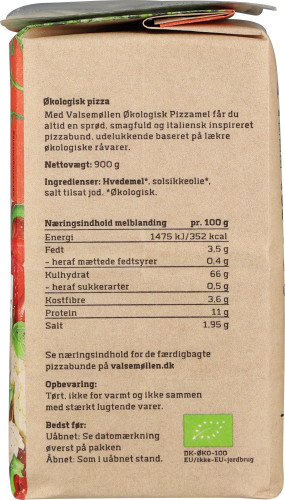 Økologisk pizza
Med Valsemøllen Økologisk Pizzamel får du
altid en sprød, smagfuld og italiensk inspireret
pizzabund, udelukkende baseret på lækre
økologiske råvarer.
Nettovægt: 900 g
Ingredienser: Hvedemel*, solsikkeolie*,
salt tilsat jod. *Økologisk.
Næringsindhold melblanding pr. 100 g
Energi 1475 kJ/352 kcal
Fedt 3,5 g
- heraf mættede fedtsyrer 0,4 g
Kulhydrat 66 g
- heraf sukkerarter 0,5 g
Kostfibre 3,6 g
Protein 11 g
Salt 1,95 g
Se næringsindhold for de færdigbagte
pizzabunde på valsemøllen.dk
Opbevaring:
Tørt, ikke for varmt og ikke sammen
med stærkt lugtende varer.
Bedst før:
Uåbnet: Se datomærkning
øverst på pakken
Åbnet: Som i uåbnet stand.
DK-ØKO-100
EU/ikke-EU-jordbrug